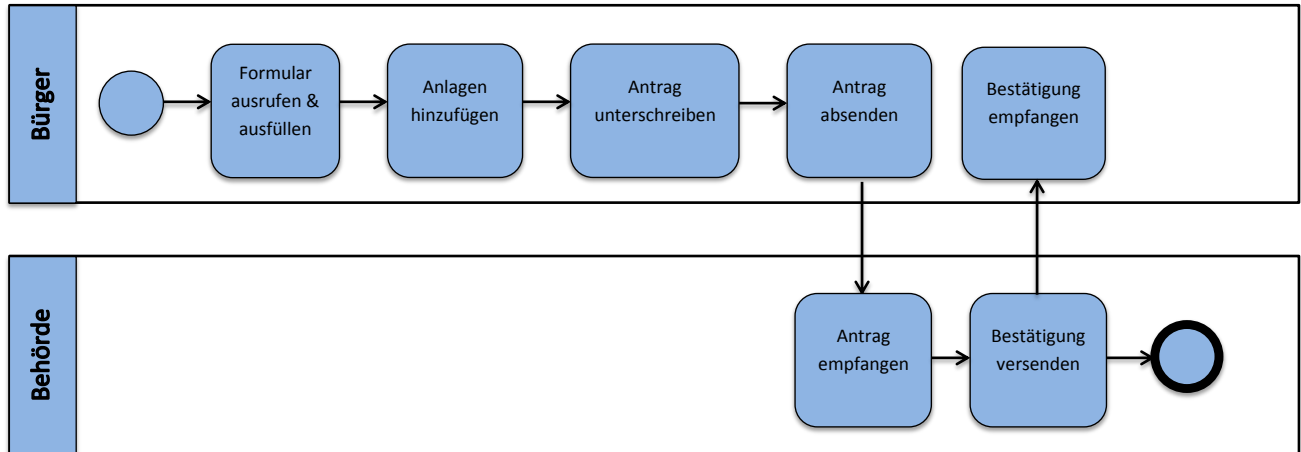 Bürger
Formular
ausrufen &
ausfüllen
Anlagen
hinzufügen
Antrag
unterschreiben
Antrag
absenden
Bestätigung
empfangen
Behörde
Antrag
empfangen
Bestätigung
versenden